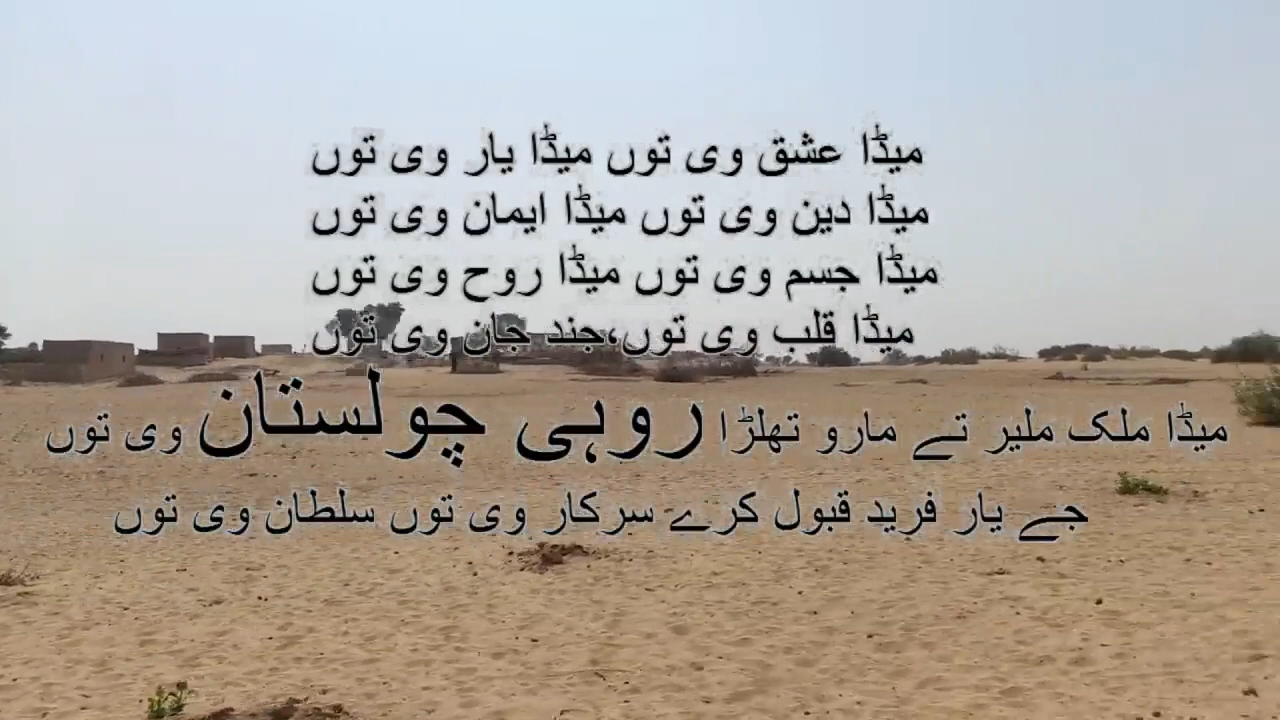 میڈا عشق وی توں میڈا یار وی توں
میڈا دین وی توں میڈا ایمان وی توں
میڈا جسم وی توں میڈا روح وی توں
میڈا قلب وی توں،جند جان وی توں
میڈا ملک ملیر تے مارو تھلڑا روہی چولستان وی توں
جے یار فرید قبول کرے سرکار وی توں سلطان وی توں